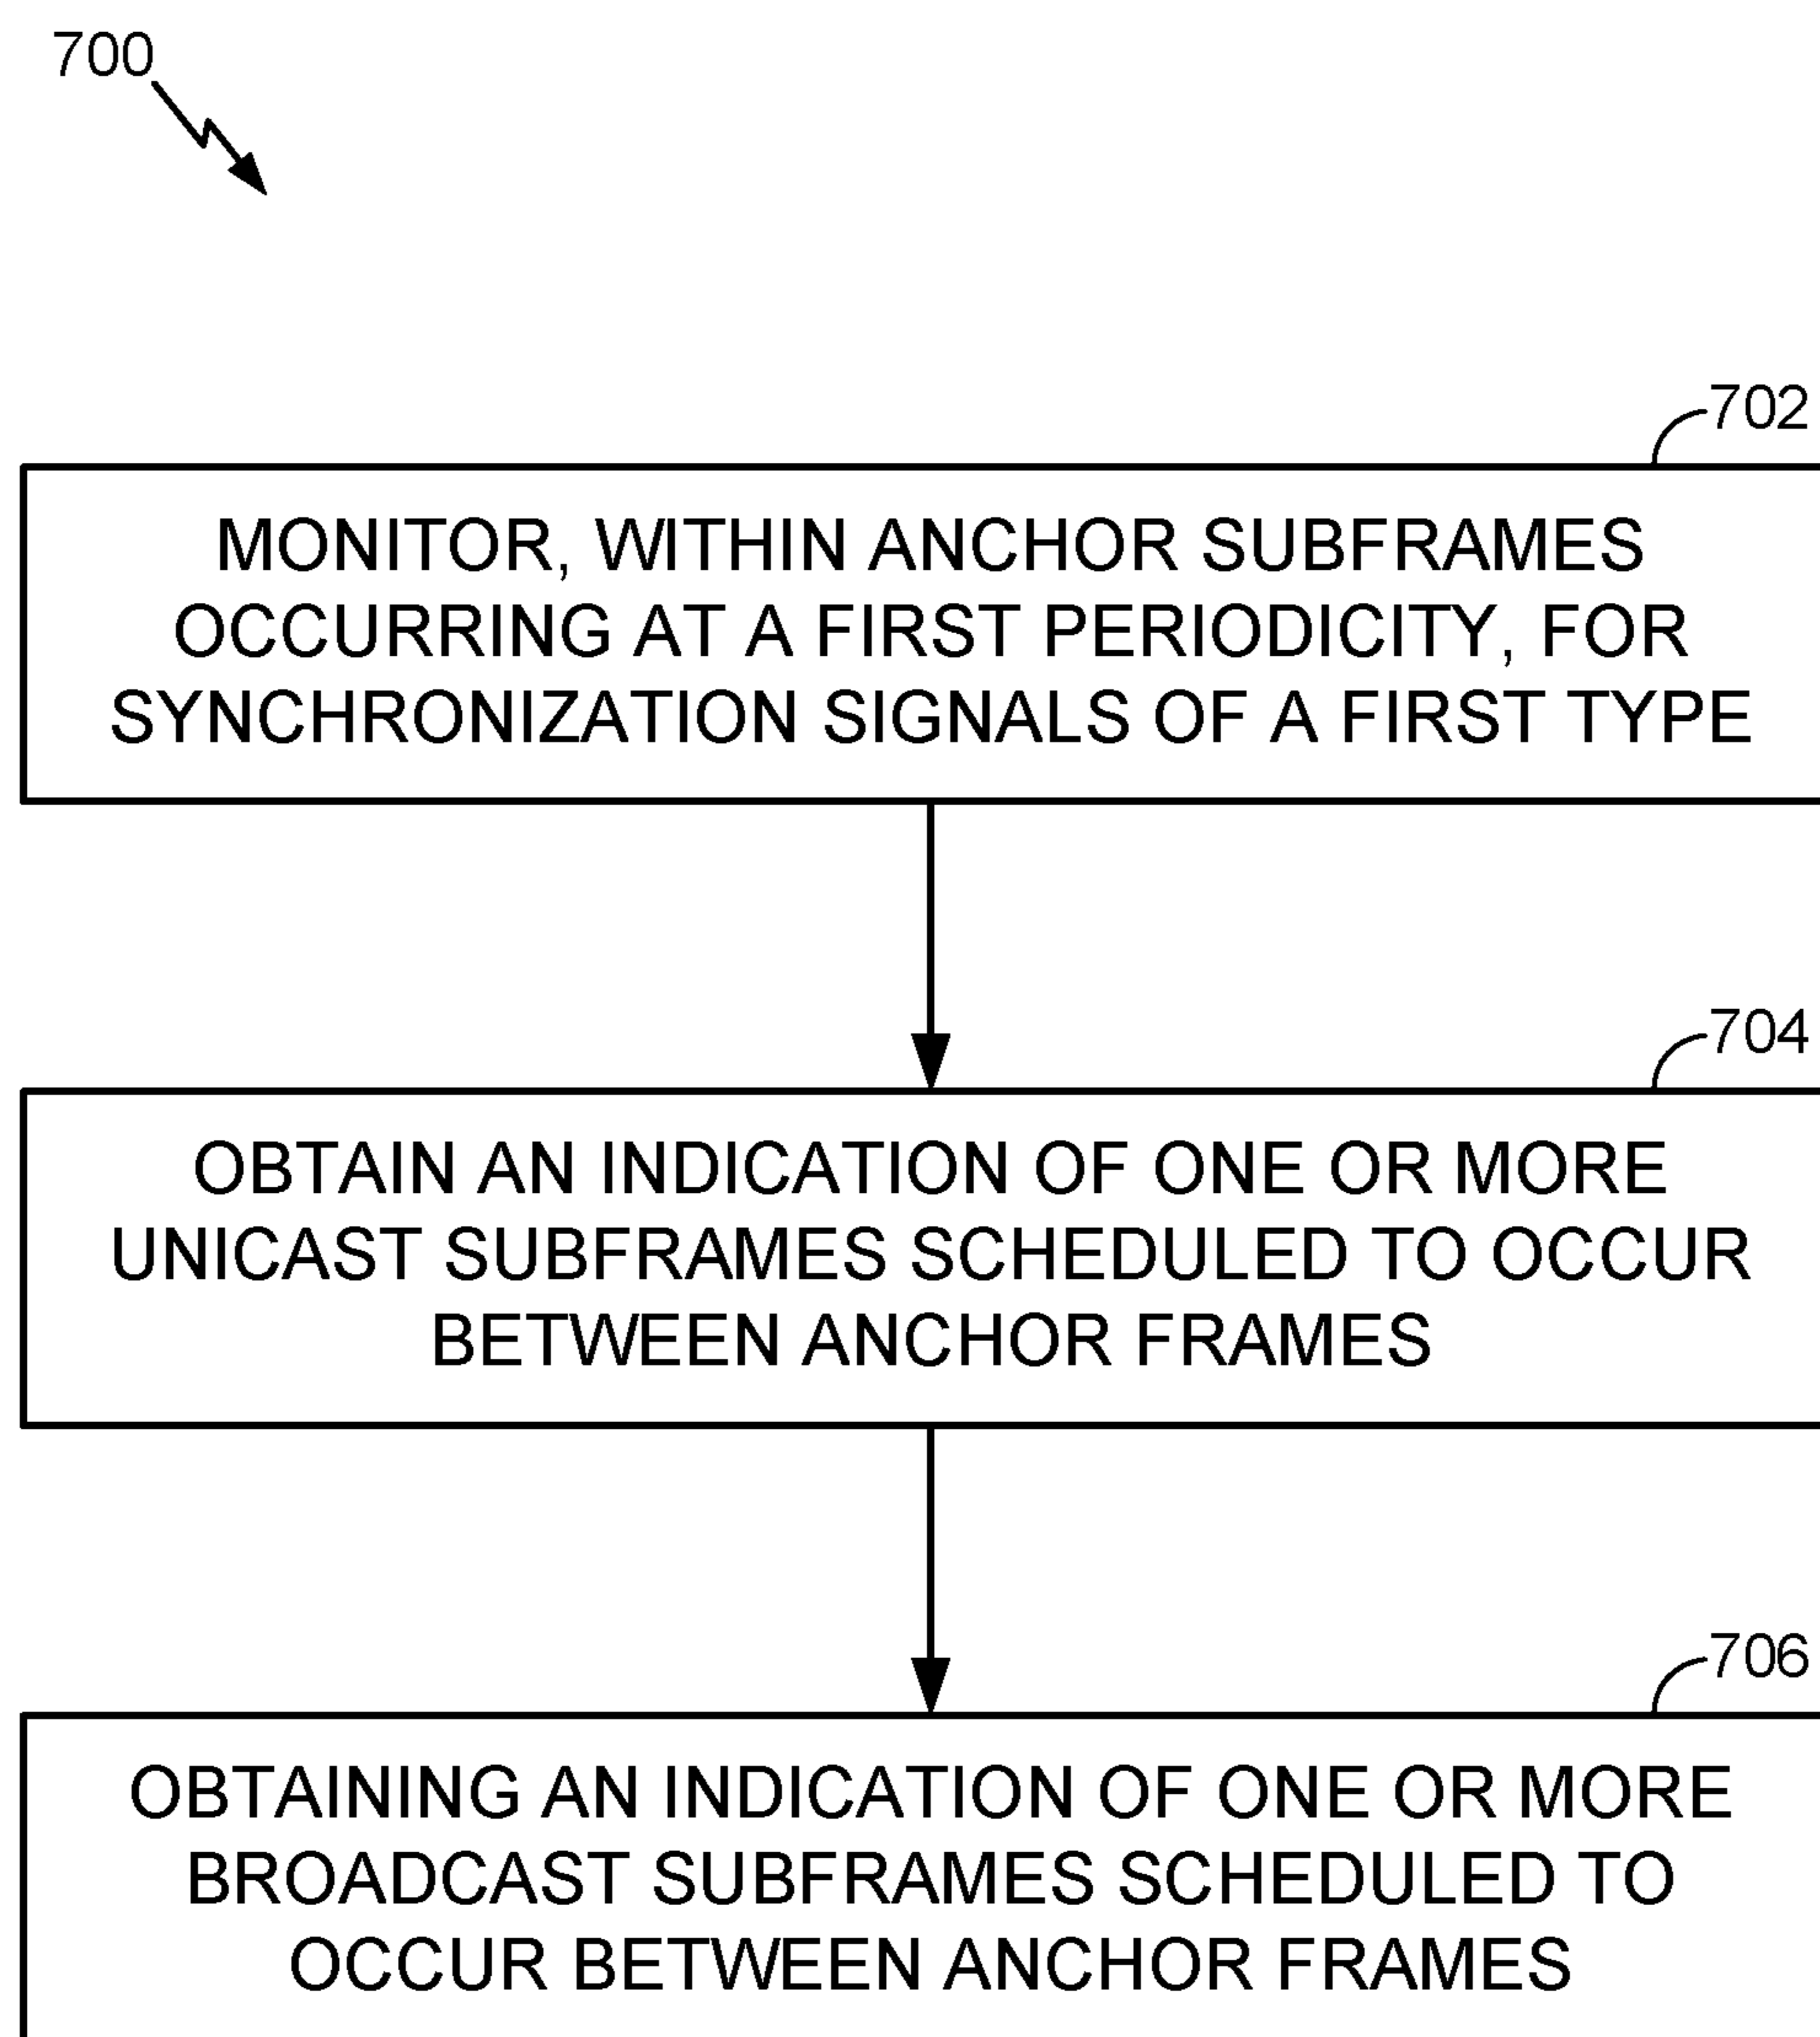 700
702
MONITOR, WITHIN ANCHOR SUBFRAMES
OCCURRING AT A FIRST PERIODICITY, FOR
SYNCHRONIZATION SIGNALS OF A FIRST TYPE
704
OBTAIN AN INDICATION OF ONE OR MORE
UNICAST SUBFRAMES SCHEDULED TO OCCUR
BETWEEN ANCHOR FRAMES
706
OBTAINING AN INDICATION OF ONE OR MORE
BROADCAST SUBFRAMES SCHEDULED TO
OCCUR BETWEEN ANCHOR FRAMES